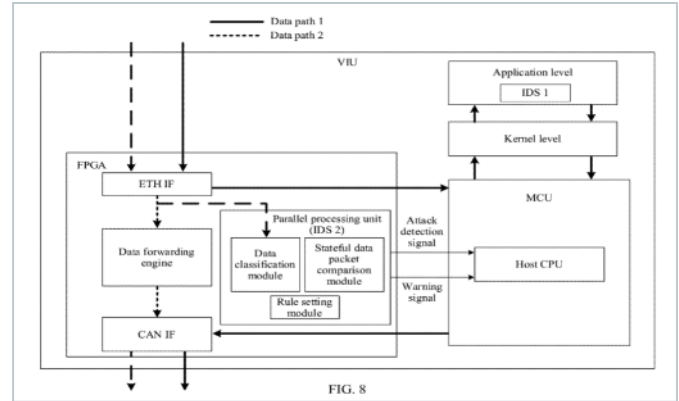 Data path 1
Data path 2
VIU
Application level
IDS 1
Kernel level
FPGA
ETH IF
MCU
Parallel processing unit
(IDS 2)
Attack
detection
signal
Data forwarding
engine
Data
classification
module
Stateful data
packet
comparison
module
Host CPU
Rule setting
module
Warning
signal
CAN IF
FIG. 8